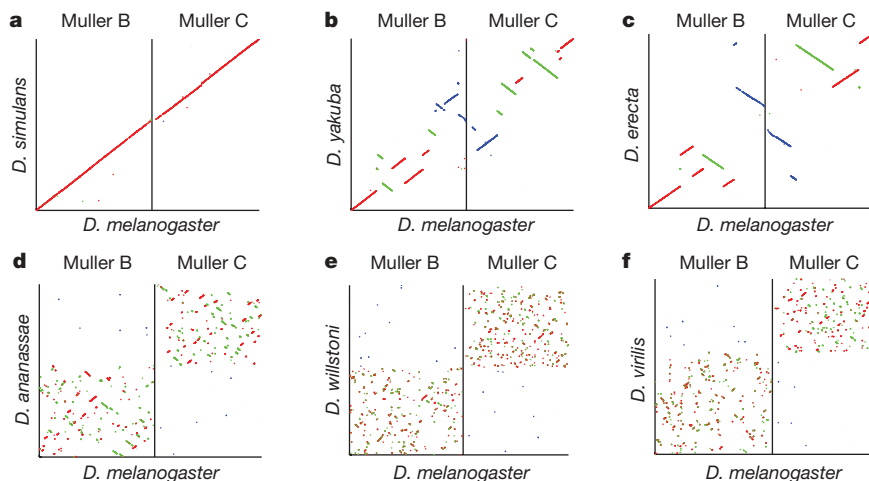 a Muller B Muller C
D. simulans
D. melanogaster
b Muller B Muller C
D. yakuba
D. melanogaster
c Muller B Muller C
D. erecta
D. melanogaster
d Muller B Muller C
D. ananassae
D. melanogaster
e Muller B Muller C
D. willstoni
D. melanogaster
f Muller B Muller C
D. virilis
D. melanogaster